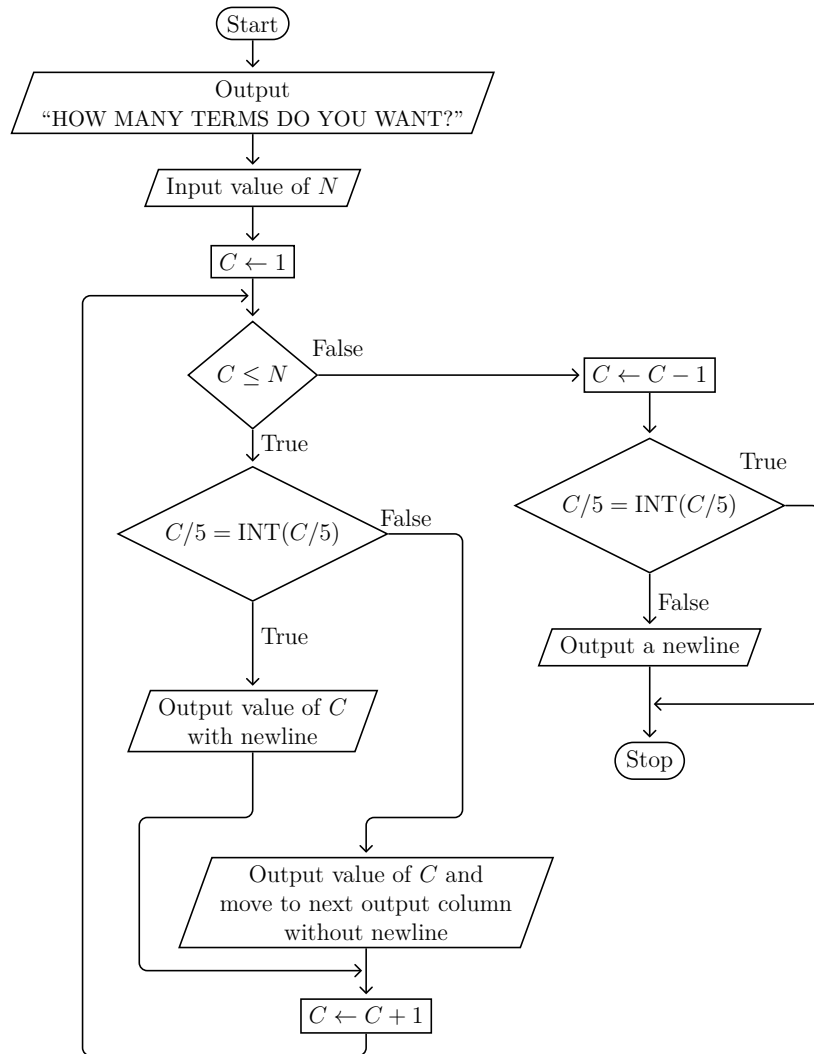 Start
Output
“HOW MANY TERMS DO YOU WANT?”
Input value of N
C ← 1
C ≤ N
False
True
C ← C − 1
C/5 = INT(C/5)
False
True
C/5 = INT(C/5)
True
False
Output a newline
Stop
Output value of C
with newline
Output value of C and
move to next output column
without newline
C ← C + 1